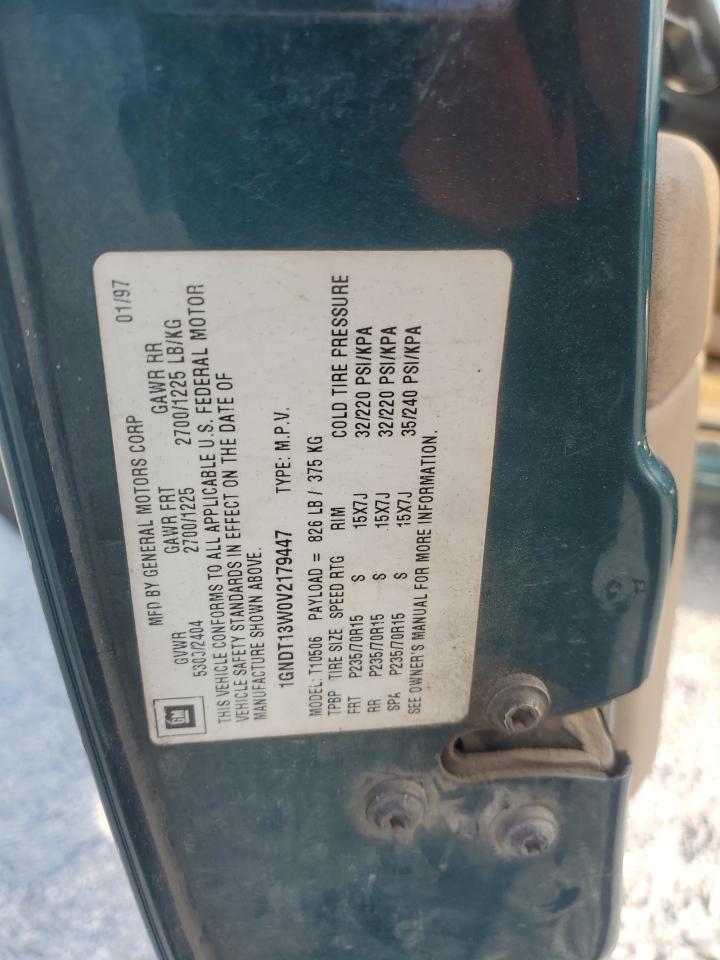 GM
MFD BY GENERAL MOTORS CORP 01/97
GVWR GAWR FRT GAWR RR
5300/2404 2700/1225 2700/1225 LB/KG
THIS VEHICLE CONFORMS TO ALL APPLICABLE U.S. FEDERAL MOTOR
VEHICLE SAFETY STANDARDS IN EFFECT ON THE DATE OF
MANUFACTURE SHOWN ABOVE.
1GNDT13W0V2179447 TYPE: M.P.V.
MODEL: T10506 PAYLOAD = 826 LB / 375 KG
TPBP TIRE SIZE SPEED RTG RIM COLD TIRE PRESSURE
FRT P235/70R15 S 15X7J 32/220 PSI/KPA
RR P235/70R15 S 15X7J 32/220 PSI/KPA
SPA P235/70R15 S 15X7J 35/240 PSI/KPA
SEE OWNER'S MANUAL FOR MORE INFORMATION.